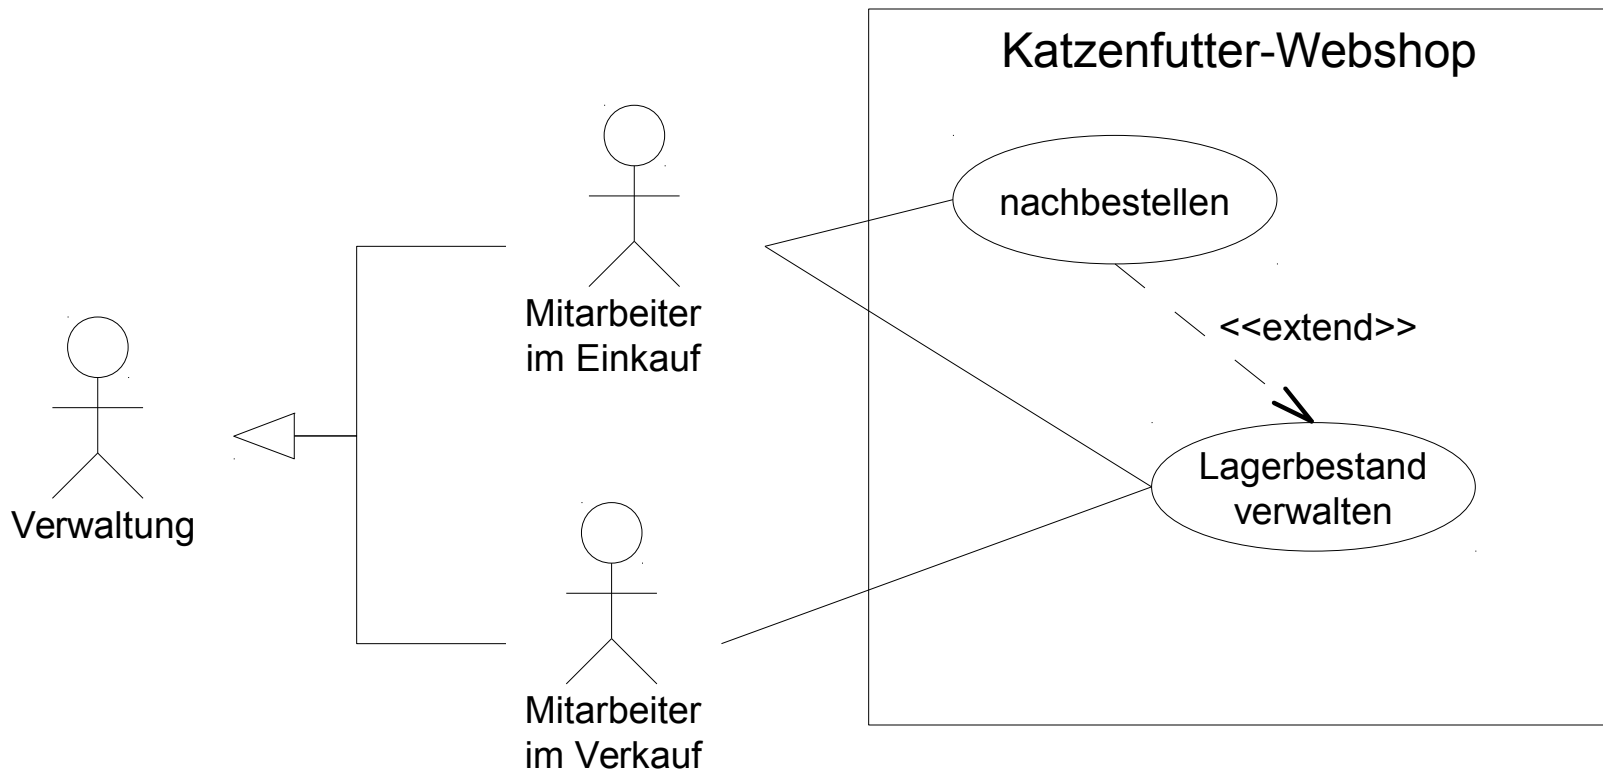 Katzenfutter-Webshop
nachbestellen
Mitarbeiter
im Einkauf
<<extend>>
Lagerbestand
verwalten
Verwaltung
Mitarbeiter
im Verkauf